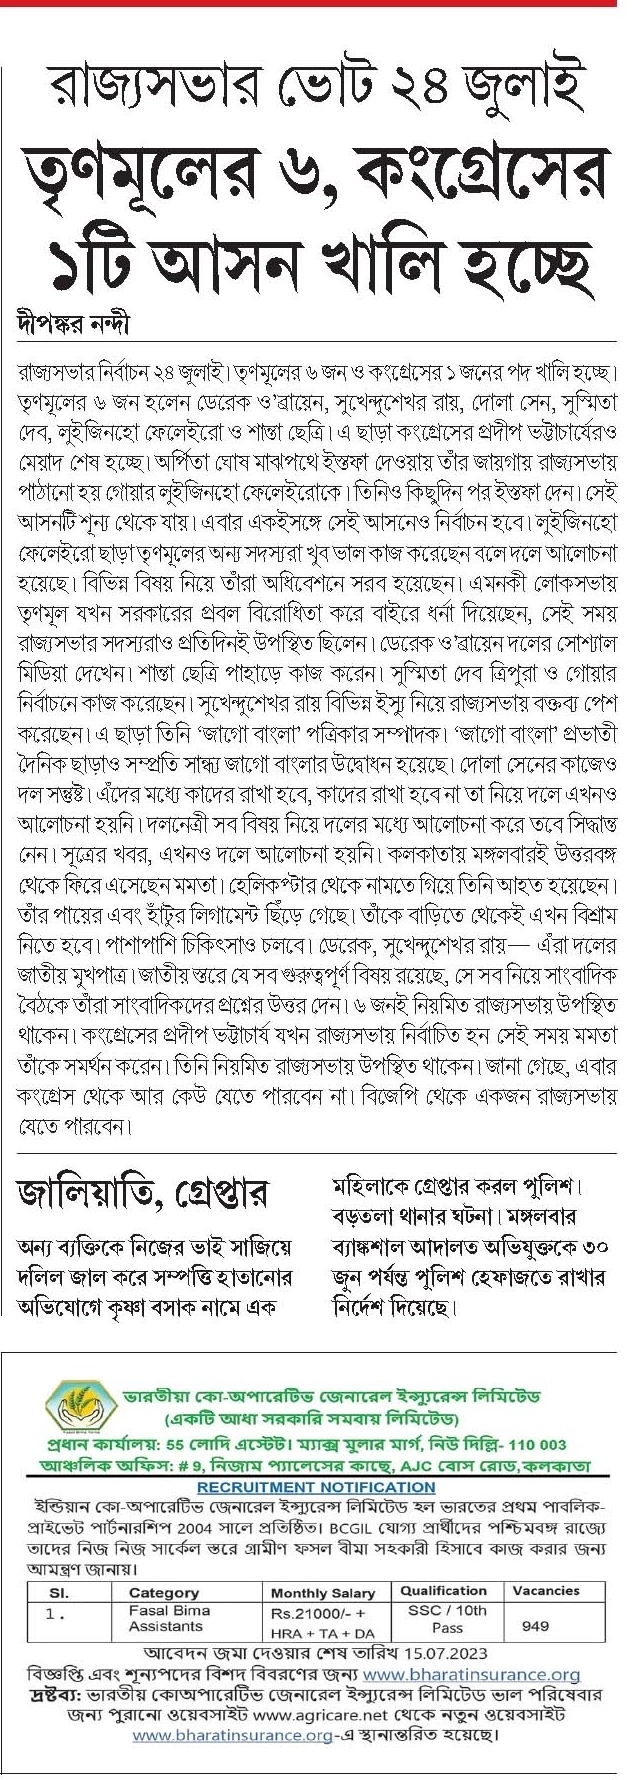 রাজ্যসভার ভোট ২৪ জুলাই
তৃণমূলের ৬, কংগ্রেসের
১টি আসন খালি হচ্ছে
দীপঙ্কর নন্দী
রাজ্যসভার নির্বাচন ২৪ জুলাই। তৃণমূলের ৬ জন ও কংগ্রেসের ১ জনের পদ খালি হচ্ছে।
তৃণমূলের ৬ জন হলেন ডেরেক ও'ব্রায়েন, সুখেন্দুশেখর রায়, দোলা সেন, সুস্মিতা
দেব, লুইজিনহো ফেলেইরো ও শান্তা ছেত্রি। এ ছাড়া কংগ্রেসের প্রদীপ ভট্টাচার্যেরও
মেয়াদ শেষ হচ্ছে। অর্পিতা ঘোষ মাঝপথে ইস্তফা দেওয়ায় তাঁর জায়গায় রাজ্যসভায়
পাঠানো হয় গোয়ার লুইজিনহো ফেলেইরোকে। তিনিও কিছুদিন পর ইস্তফা দেন। সেই
আসনটি শূন্য থেকে যায়। এবার একইসঙ্গে সেই আসনেও নির্বাচন হবে। লুইজিনহো
ফেলেইরো ছাড়া তৃণমূলের অন্য সদস্যরা খুব ভাল কাজ করেছেন বলে দলে আলোচনা
হয়েছে। বিভিন্ন বিষয় নিয়ে তাঁরা অধিবেশনে সরব হয়েছেন। এমনকী লোকসভায়
তৃণমূল যখন সরকারের প্রবল বিরোধিতা করে বাইরে ধর্না দিয়েছেন, সেই সময়
রাজ্যসভার সদস্যরাও প্রতিদিনই উপস্থিত ছিলেন। ডেরেক ও'ব্রায়েন দলের সোশ্যাল
মিডিয়া দেখেন। শান্তা ছেত্রি পাহাড়ে কাজ করেন। সুস্মিতা দেব ত্রিপুরা ও গোয়ার
নির্বাচনে কাজ করেছেন। সুখেন্দুশেখর রায় বিভিন্ন ইস্যু নিয়ে রাজ্যসভায় বক্তব্য পেশ
করেছেন। এ ছাড়া তিনি 'জাগো বাংলা' পত্রিকার সম্পাদক। 'জাগো বাংলা' প্রভাতী
দৈনিক ছাড়াও সম্প্রতি সান্ধ্য জাগো বাংলার উদ্বোধন হয়েছে। দোলা সেনের কাজেও
দল সন্তুষ্ট। এঁদের মধ্যে কাদের রাখা হবে, কাদের রাখা হবে না তা নিয়ে দলে এখনও
আলোচনা হয়নি। দলনেত্রী সব বিষয় নিয়ে দলের মধ্যে আলোচনা করে তবে সিদ্ধান্ত
নেন। সূত্রের খবর, এখনও দলে আলোচনা হয়নি। কলকাতায় মঙ্গলবারই উত্তরবঙ্গ
থেকে ফিরে এসেছেন মমতা। হেলিকপ্টার থেকে নামতে গিয়ে তিনি আহত হয়েছেন।
তাঁর পায়ের এবং হাঁটুর লিগামেন্ট ছিঁড়ে গেছে। তাঁকে বাড়িতে থেকেই এখন বিশ্রাম
নিতে হবে। পাশাপাশি চিকিৎসাও চলবে। ডেরেক, সুখেন্দুশেখর রায়— এঁরা দলের
জাতীয় মুখপাত্র। জাতীয় স্তরে যে সব গুরুত্বপূর্ণ বিষয় রয়েছে, সে সব নিয়ে সাংবাদিক
বৈঠকে তাঁরা সাংবাদিকদের প্রশ্নের উত্তর দেন। ৬ জনই নিয়মিত রাজ্যসভায় উপস্থিত
থাকেন। কংগ্রেসের প্রদীপ ভট্টাচার্য যখন রাজ্যসভায় নির্বাচিত হন সেই সময় মমতা
তাঁকে সমর্থন করেন। তিনি নিয়মিত রাজ্যসভায় উপস্থিত থাকেন। জানা গেছে, এবার
কংগ্রেস থেকে আর কেউ যেতে পারবেন না। বিজেপি থেকে একজন রাজ্যসভায়
যেতে পারবেন।
জালিয়াতি, গ্রেপ্তার
অন্য ব্যক্তিকে নিজের ভাই সাজিয়ে
দলিল জাল করে সম্পত্তি হাতানোর
অভিযোগে কৃষ্ণা বসাক নামে এক
মহিলাকে গ্রেপ্তার করল পুলিশ।
বড়তলা থানার ঘটনা। মঙ্গলবার
ব্যাঙ্কশাল আদালত অভিযুক্তকে ৩০
জুন পর্যন্ত পুলিশ হেফাজতে রাখার
নির্দেশ দিয়েছে।
ভারতীয়া কো-অপারেটিভ জেনারেল ইন্স্যুরেন্স লিমিটেড
(একটি আধা সরকারি সমবায় লিমিটেড)
প্রধান কার্যালয়: 55 লোদি এস্টেট। ম্যাক্স মুলার মার্গ, নিউ দিল্লি- 110 003
আঞ্চলিক অফিস: # 9, নিজাম প্যালেসের কাছে, AJC বোস রোড, কলকাতা
RECRUITMENT NOTIFICATION
ইন্ডিয়ান কো-অপারেটিভ জেনারেল ইন্স্যুরেন্স লিমিটেড হল ভারতের প্রথম পাবলিক-
প্রাইভেট পার্টনারশিপ 2004 সালে প্রতিষ্ঠিত। BCGIL যোগ্য প্রার্থীদের পশ্চিমবঙ্গ রাজ্যে
তাদের নিজ নিজ সার্কেল স্তরে গ্রামীণ ফসল বীমা সহকারী হিসাবে কাজ করার জন্য
আমন্ত্রণ জানায়।
Sl. Category Monthly Salary Qualification Vacancies
1. Fasal Bima Assistants Rs.21000/- + HRA + TA + DA SSC / 10th Pass 949
আবেদন জমা দেওয়ার শেষ তারিখ 15.07.2023
বিজ্ঞপ্তি এবং শূন্যপদের বিশদ বিবরণের জন্য www.bharatinsurance.org
দ্রষ্টব্য: ভারতীয় কোঅপারেটিভ জেনারেল ইন্স্যুরেন্স লিমিটেড ভাল পরিষেবার
জন্য পুরানো ওয়েবসাইট www.agricare.net থেকে নতুন ওয়েবসাইট
www.bharatinsurance.org-এ স্থানান্তরিত হয়েছে।